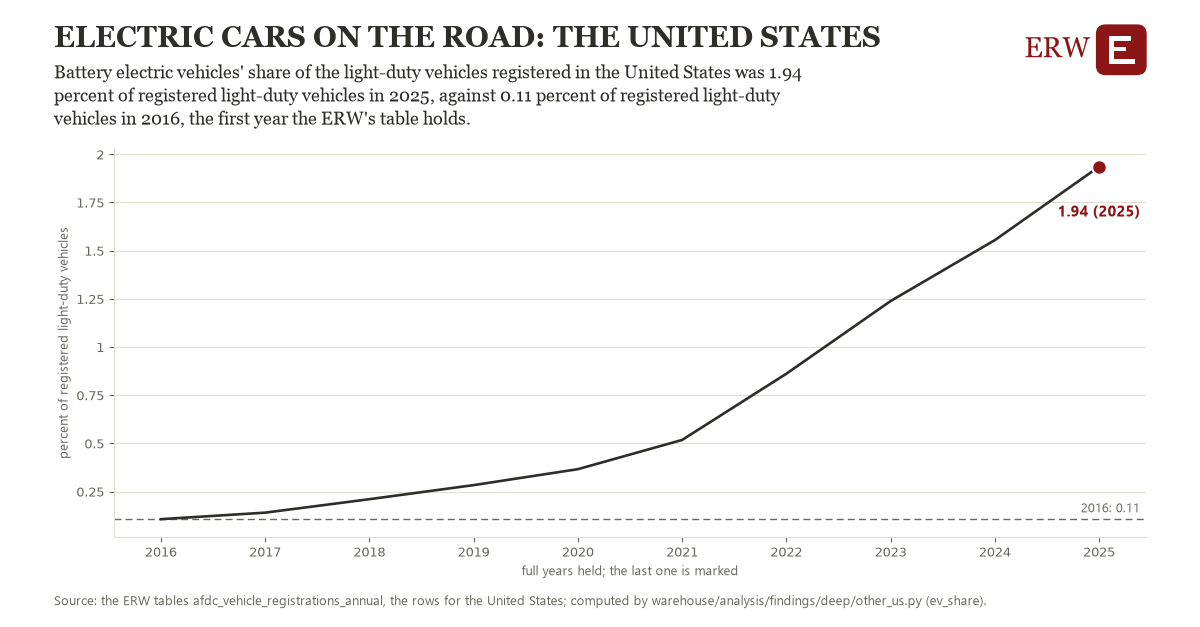 ELECTRIC CARS ON THE ROAD: THE UNITED STATES
ERW E
Battery electric vehicles' share of the light-duty vehicles registered in the United States was 1.94
percent of registered light-duty vehicles in 2025, against 0.11 percent of registered light-duty
vehicles in 2016, the first year the ERW's table holds.
percent of registered light-duty vehicles
2
1.75
1.5
1.25
1
0.75
0.5
0.25
1.94 (2025)
2016: 0.11
2016 2017 2018 2019 2020 2021 2022 2023 2024 2025
full years held; the last one is marked
Source: the ERW tables afdc_vehicle_registrations_annual, the rows for the United States; computed by warehouse/analysis/findings/deep/other_us.py (ev_share).